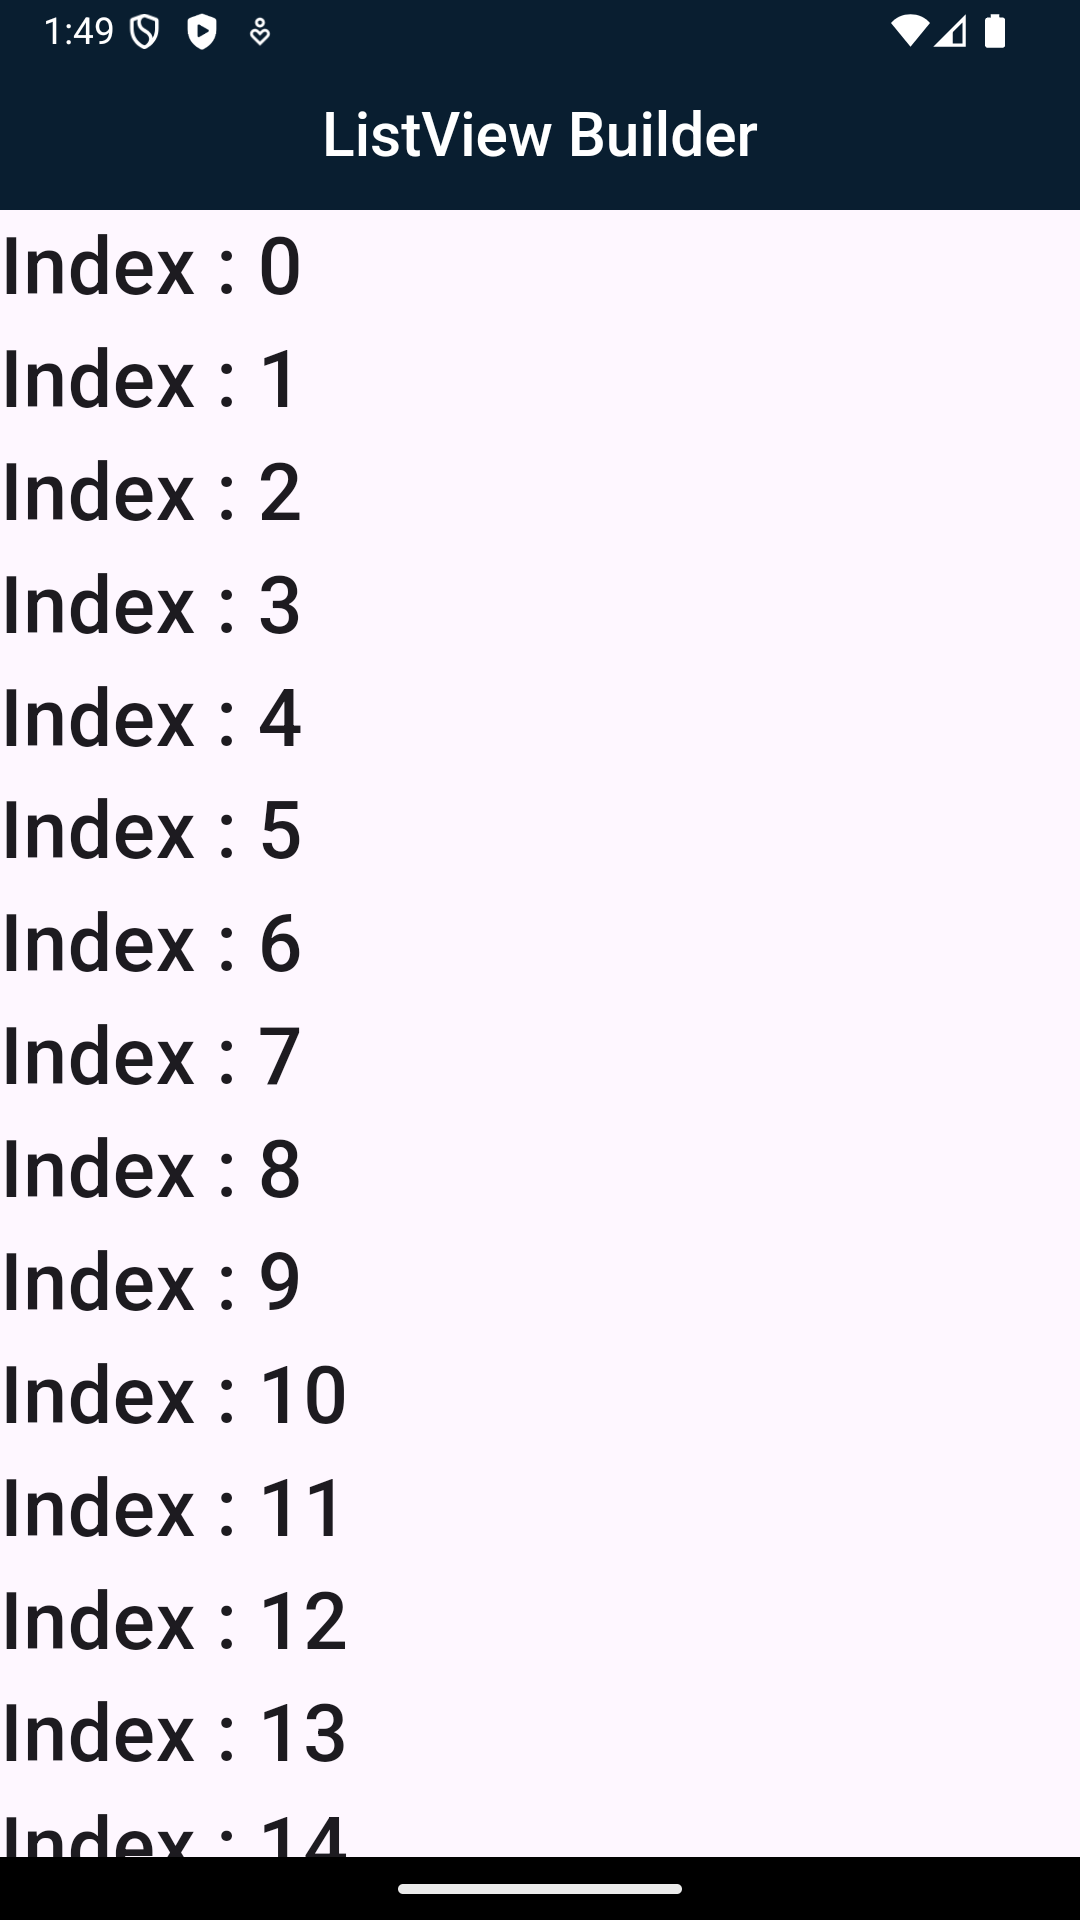 1:49
ListView Builder
Index : 0
Index : 1
Index : 2
Index : 3
Index : 4
Index : 5
Index : 6
Index : 7
Index : 8
Index : 9
Index : 10
Index : 11
Index : 12
Index : 13
Index : 14